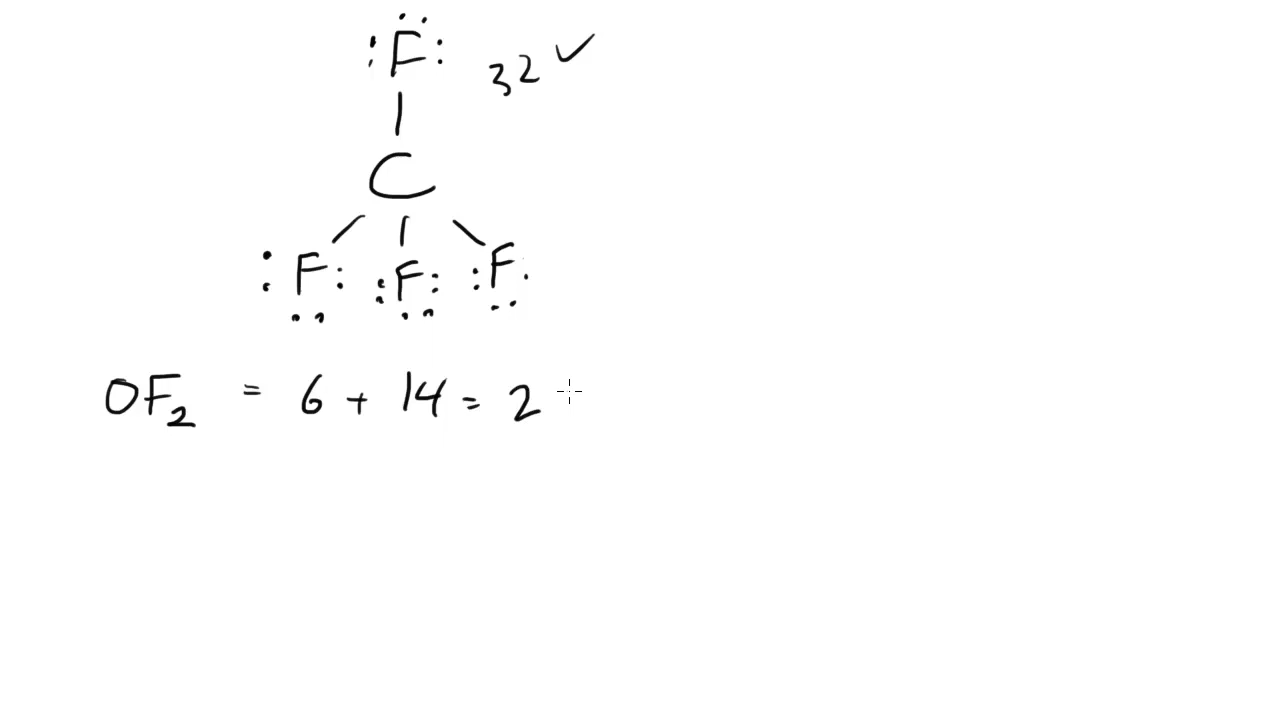 F 32 ✓
C
F F F
OF₂ = 6 + 14 = 2